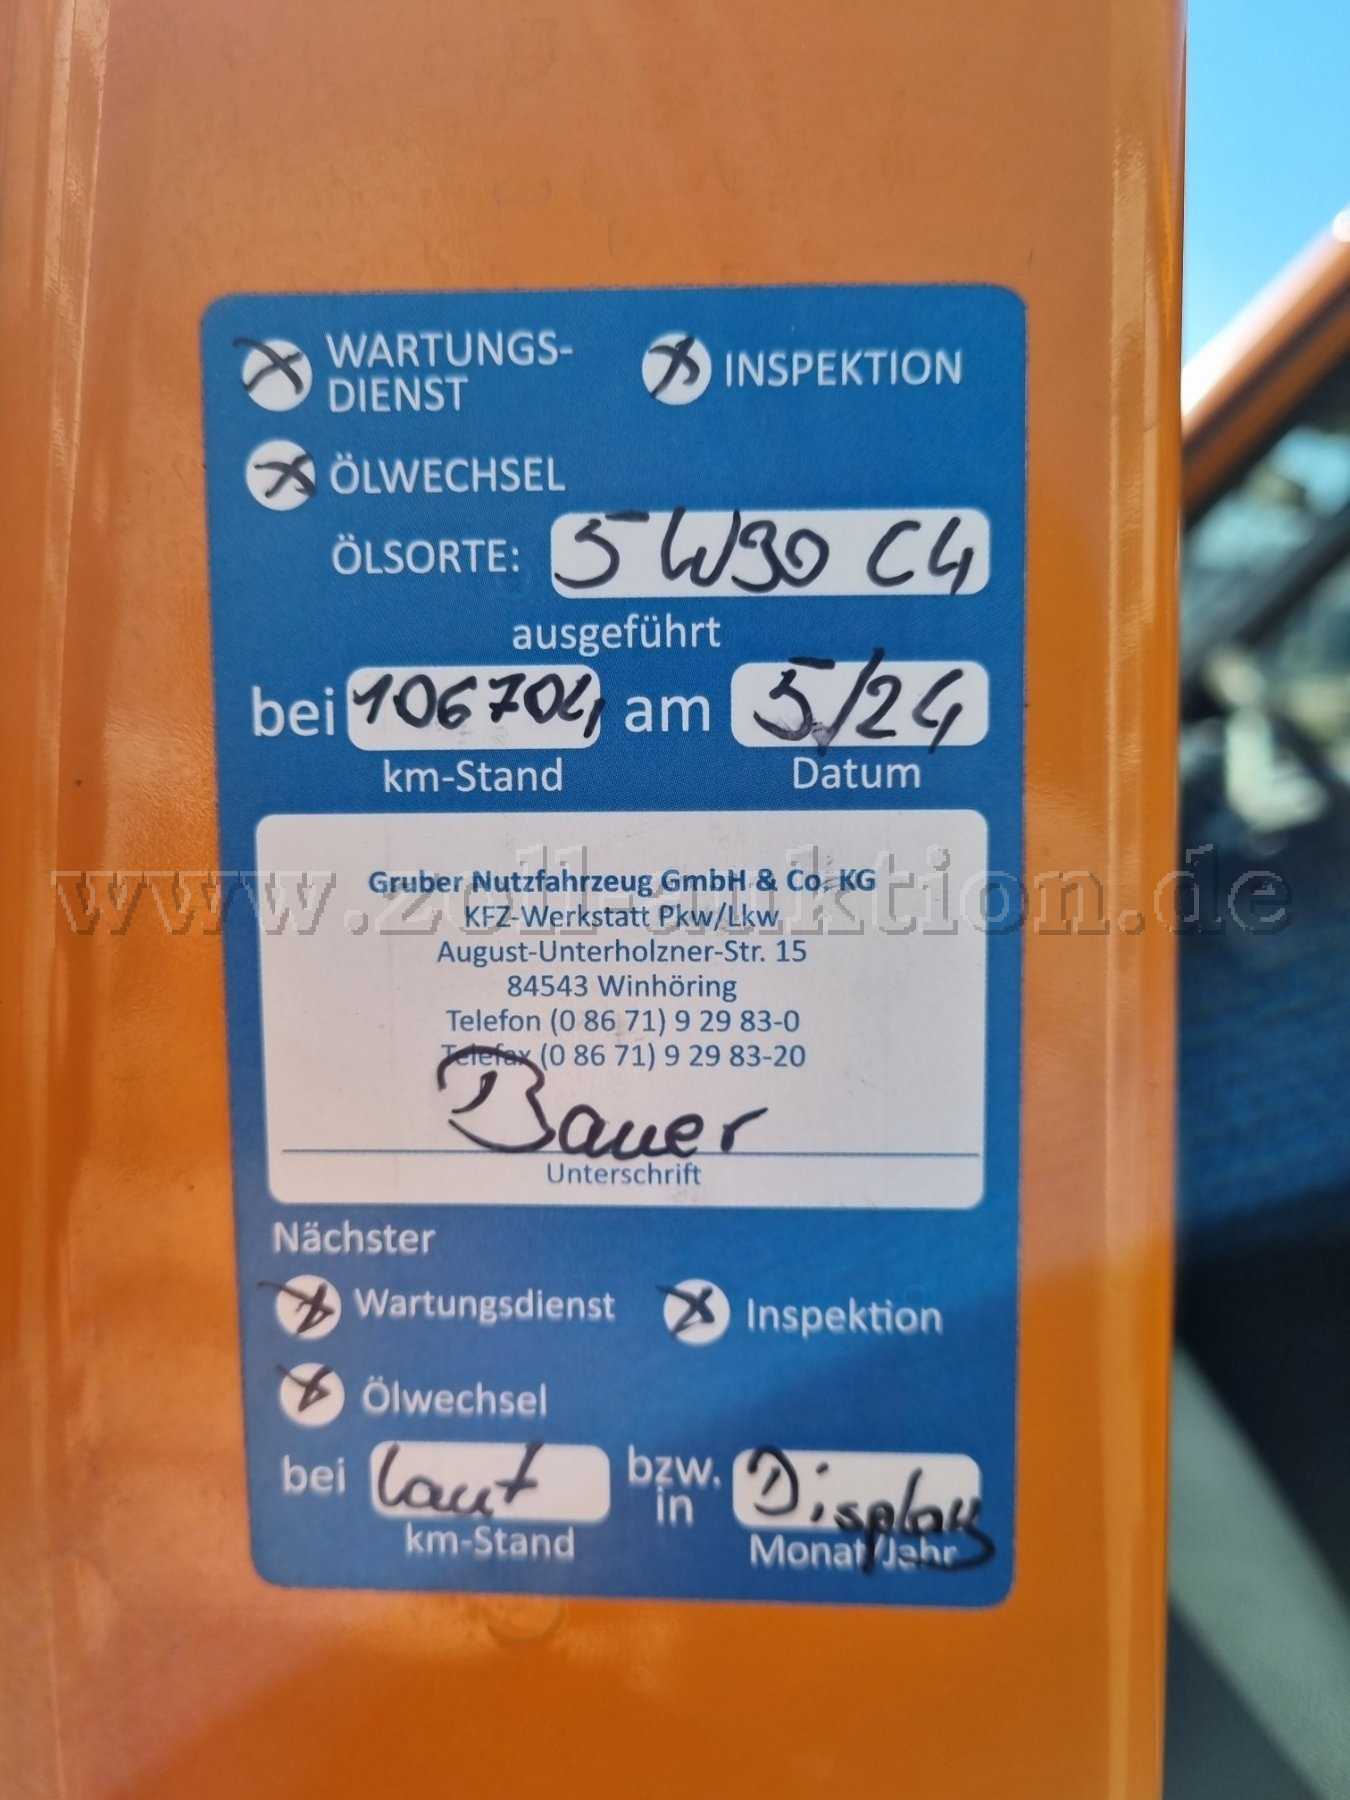 WARTUNGS-
DIENST
INSPEKTION
ÖLWECHSEL
ÖLSORTE: 5W30 C4
ausgeführt
bei 106704 am 5/24
km-Stand Datum
www.zoll-auktion.de
Gruber Nutzfahrzeug GmbH & Co. KG
KFZ-Werkstatt Pkw/Lkw
August-Unterholzner-Str. 15
84543 Winhöring
Telefon (0 86 71) 9 29 83-0
Telefax (0 86 71) 9 29 83-20
Bauer
Unterschrift
Nächster
Wartungsdienst Inspektion
Ölwechsel
bei laut bzw. in Display
km-Stand Monat/Jahr